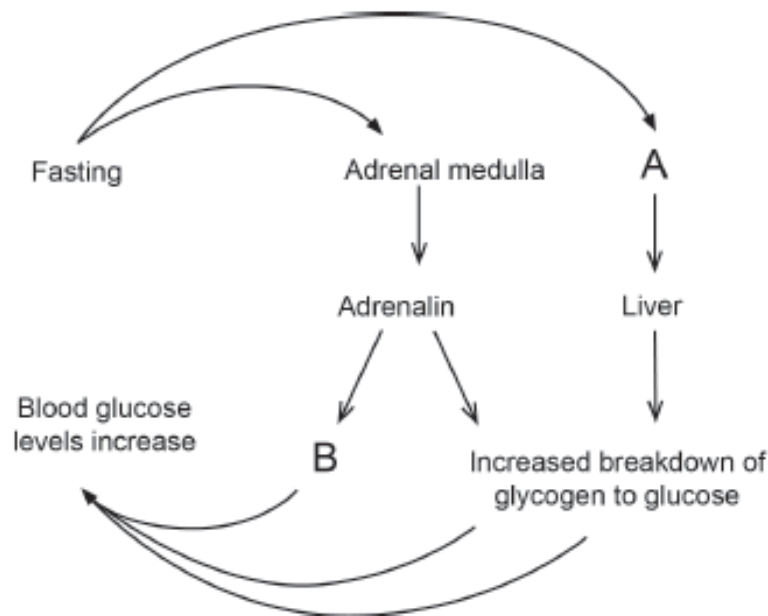 Fasting
Adrenal medulla
A
Adrenalin
Liver
Blood glucose
levels increase
B
Increased breakdown of
glycogen to glucose